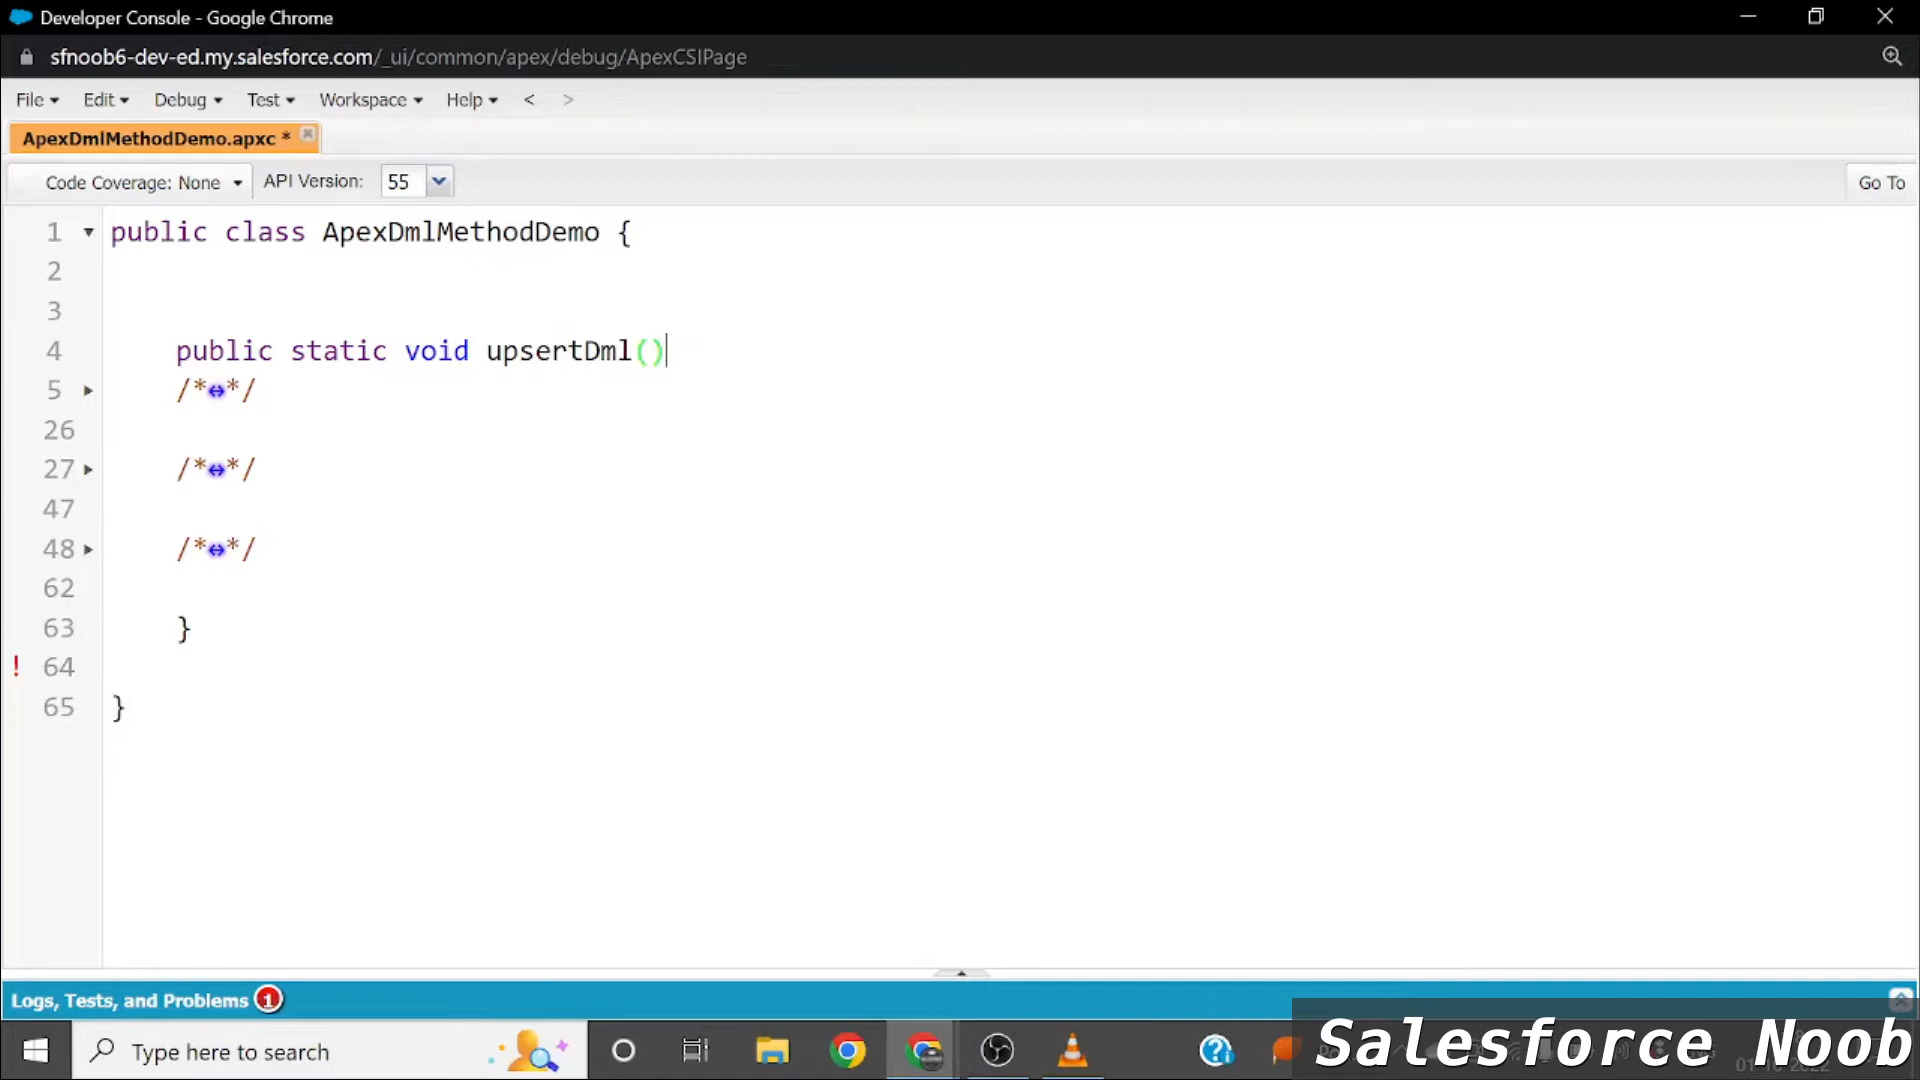 Developer Console - Google Chrome
sfnoob6-dev-ed.my.salesforce.com/_ui/common/apex/debug/ApexCSIPage
File Edit Debug Test Workspace Help < >
ApexDmlMethodDemo.apxc *
Code Coverage: None API Version: 55 Go To
1 public class ApexDmlMethodDemo {
2
3
4 public static void upsertDml()
5 /*↔*/
26
27 /*↔*/
47
48 /*↔*/
62
63 }
! 64
65 }
Logs, Tests, and Problems 1
Type here to search
Salesforce Noob